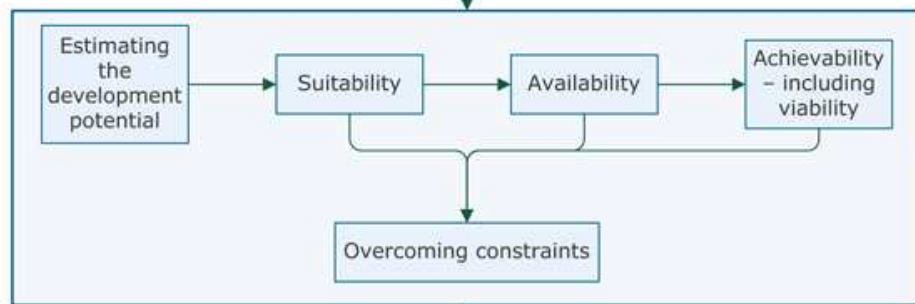 Estimating
the
development
potential
Suitability
Availability
Achievability
– including
viability
Overcoming constraints